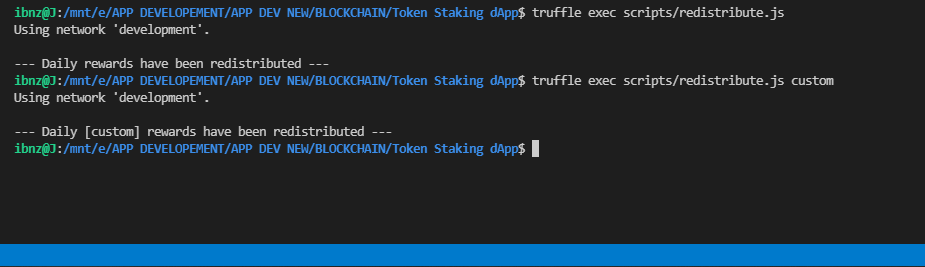 ibnz@J:/mnt/e/APP DEVELOPEMENT/APP DEV NEW/BLOCKCHAIN/Token Staking dApp$ truffle exec scripts/redistribute.js
Using network 'development'.
--- Daily rewards have been redistributed ---
ibnz@J:/mnt/e/APP DEVELOPEMENT/APP DEV NEW/BLOCKCHAIN/Token Staking dApp$ truffle exec scripts/redistribute.js custom
Using network 'development'.
--- Daily [custom] rewards have been redistributed ---
ibnz@J:/mnt/e/APP DEVELOPEMENT/APP DEV NEW/BLOCKCHAIN/Token Staking dApp$